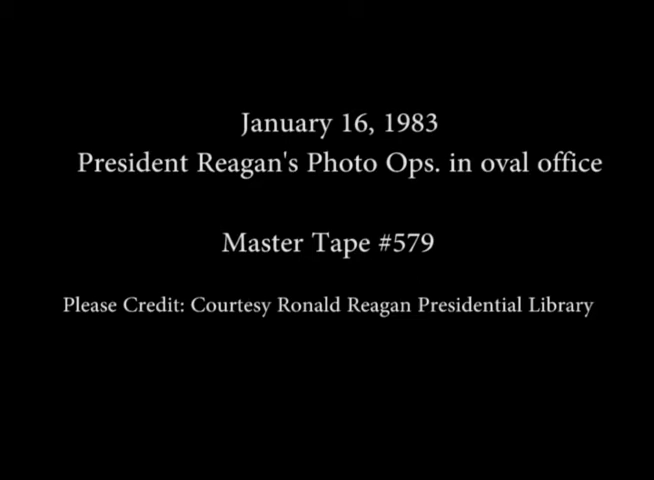 January 16, 1983
President Reagan's Photo Ops. in oval office
Master Tape #579
Please Credit: Courtesy Ronald Reagan Presidential Library